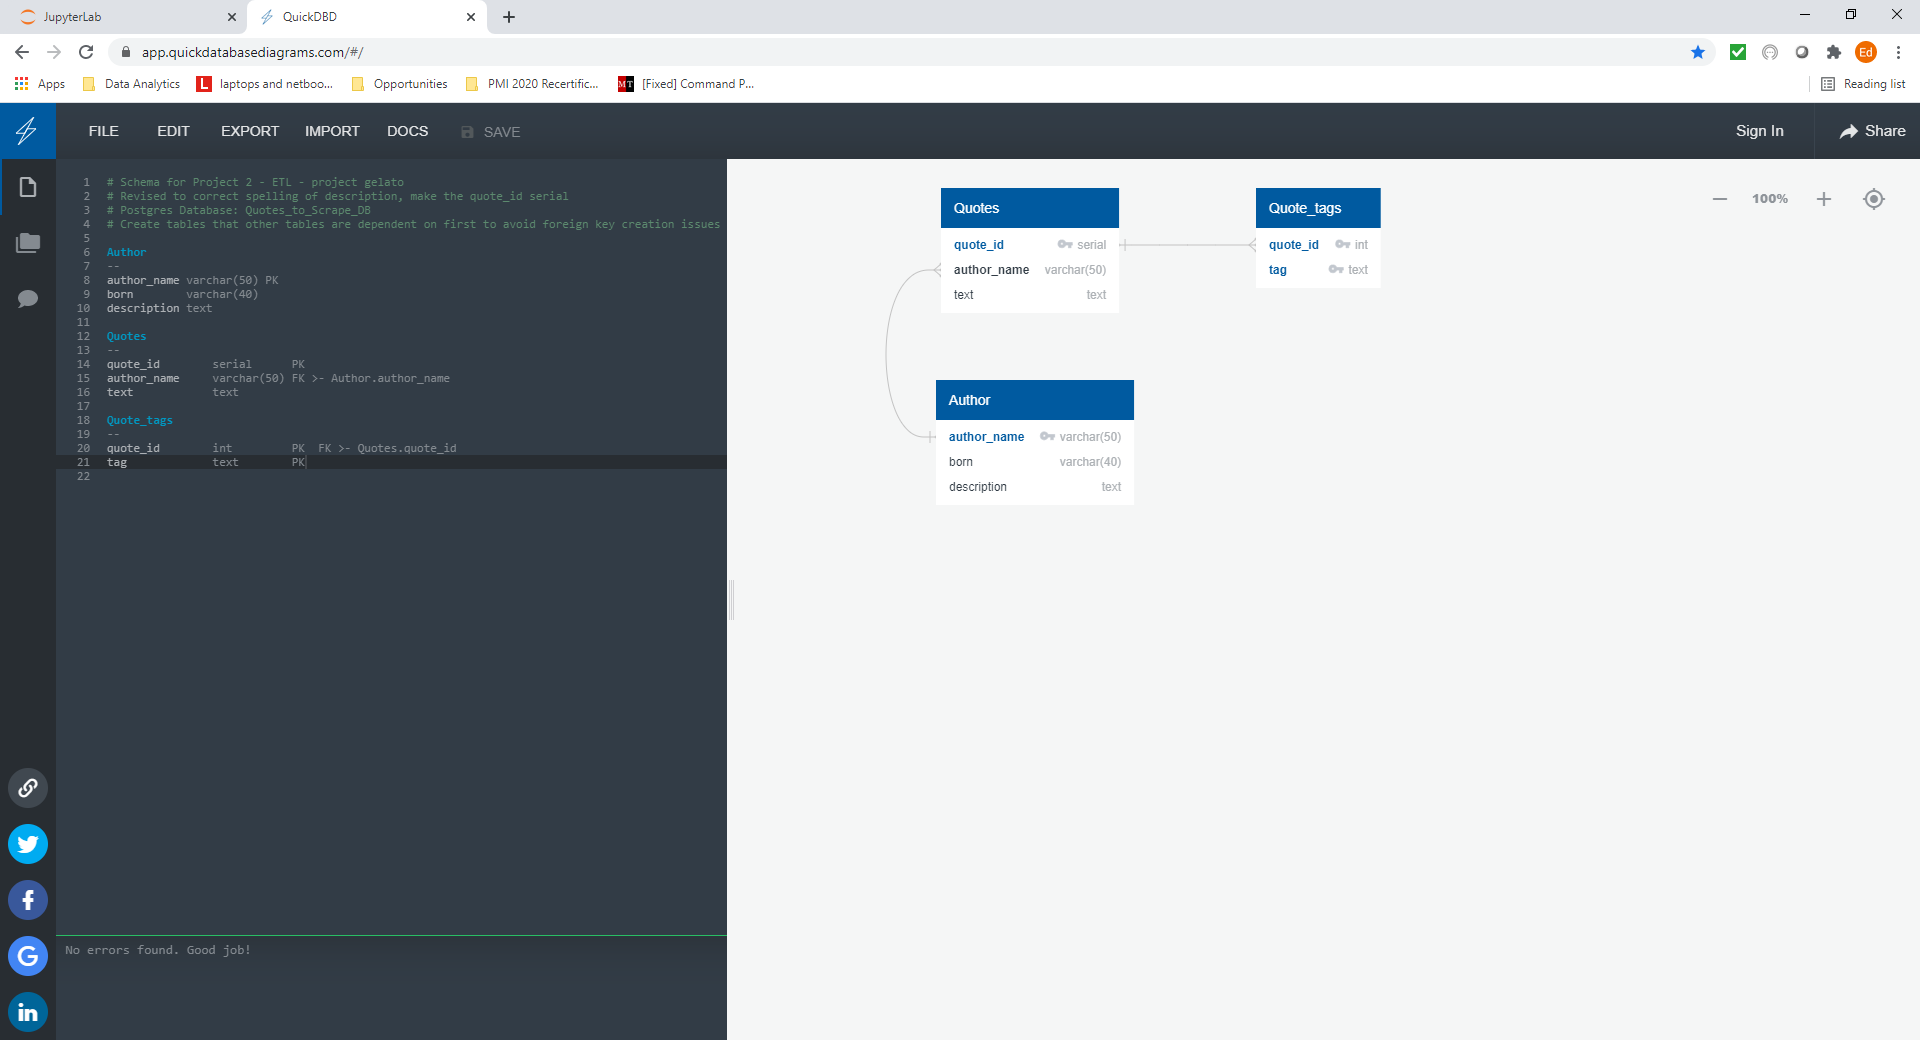 JupyterLab
QuickDBD
app.quickdatabasediagrams.com/#/
Ed
Apps
Data Analytics
L
laptops and netboo...
Opportunities
PMI 2020 Recertific...
MT
[Fixed] Command P...
Reading list
FILE EDIT EXPORT IMPORT DOCS SAVE
Sign In
Share
1 # Schema for Project 2 - ETL - project gelato
2 # Revised to correct spelling of description, make the quote_id serial
3 # Postgres Database: Quotes_to_Scrape_DB
4 # Create tables that other tables are dependent on first to avoid foreign key creation issues
5
6 Author
7 --
8 author_name varchar(50) PK
9 born varchar(40)
10 description text
11
12 Quotes
13 --
14 quote_id serial PK
15 author_name varchar(50) FK >- Author.author_name
16 text text
17
18 Quote_tags
19 --
20 quote_id int PK FK >- Quotes.quote_id
21 tag text PK
22
No errors found. Good job!
Quotes
quote_id serial
author_name varchar(50)
text text
Quote_tags
quote_id int
tag text
100%
Author
author_name varchar(50)
born varchar(40)
description text
f
G
in